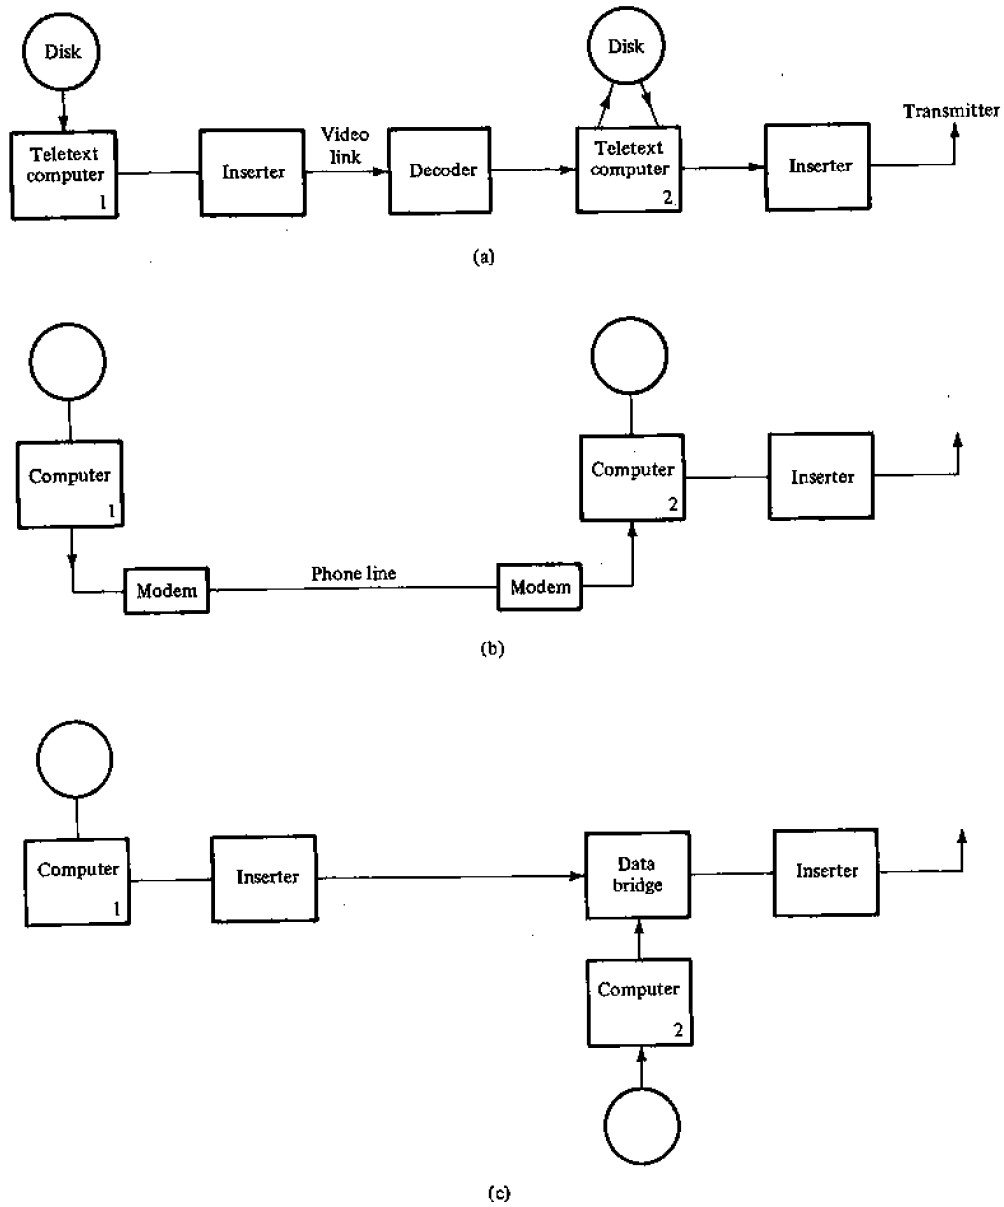 Disk
Disk
Teletext
computer
1
Inserter
Video
link
Decoder
Teletext
computer
2
Inserter
Transmitter
(a)
Computer
1
Modem
Phone line
Modem
Computer
2
Inserter
(b)
Computer
1
Inserter
Data
bridge
Inserter
Computer
2
(c)